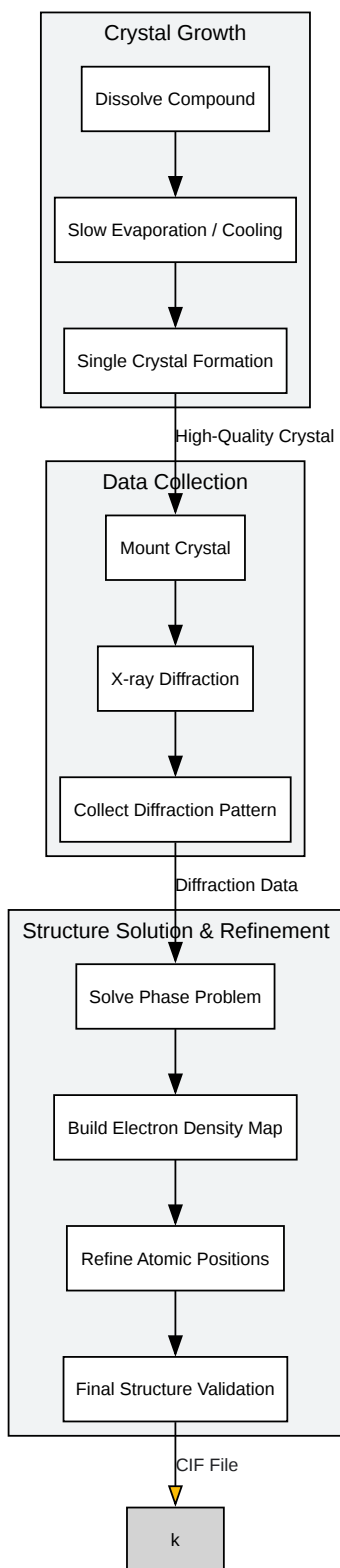 Crystal Growth
Dissolve Compound
Slow Evaporation / Cooling
Single Crystal Formation
High-Quality Crystal
Data Collection
Mount Crystal
X-ray Diffraction
Collect Diffraction Pattern
Diffraction Data
Structure Solution & Refinement
Solve Phase Problem
Build Electron Density Map
Refine Atomic Positions
Final Structure Validation
CIF File
k